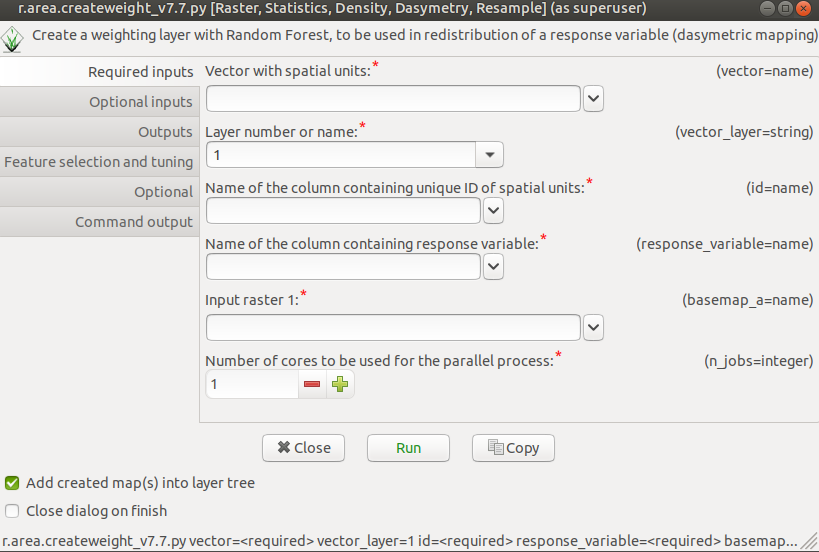 r.area.createweight_v7.7.py [Raster, Statistics, Density, Dasymetry, Resample] (as superuser)
Create a weighting layer with Random Forest, to be used in redistribution of a response variable (dasymetric mapping)
Required inputs
Optional inputs
Outputs
Feature selection and tuning
Optional
Command output
Vector with spatial units:* (vector=name)
Layer number or name:* (vector_layer=string)
1
Name of the column containing unique ID of spatial units:* (id=name)
Name of the column containing response variable:* (response_variable=name)
Input raster 1:* (basemap_a=name)
Number of cores to be used for the parallel process:* (n_jobs=integer)
1
Close Run Copy
Add created map(s) into layer tree
Close dialog on finish
r.area.createweight_v7.7.py vector=<required> vector_layer=1 id=<required> response_variable=<required> basemap...